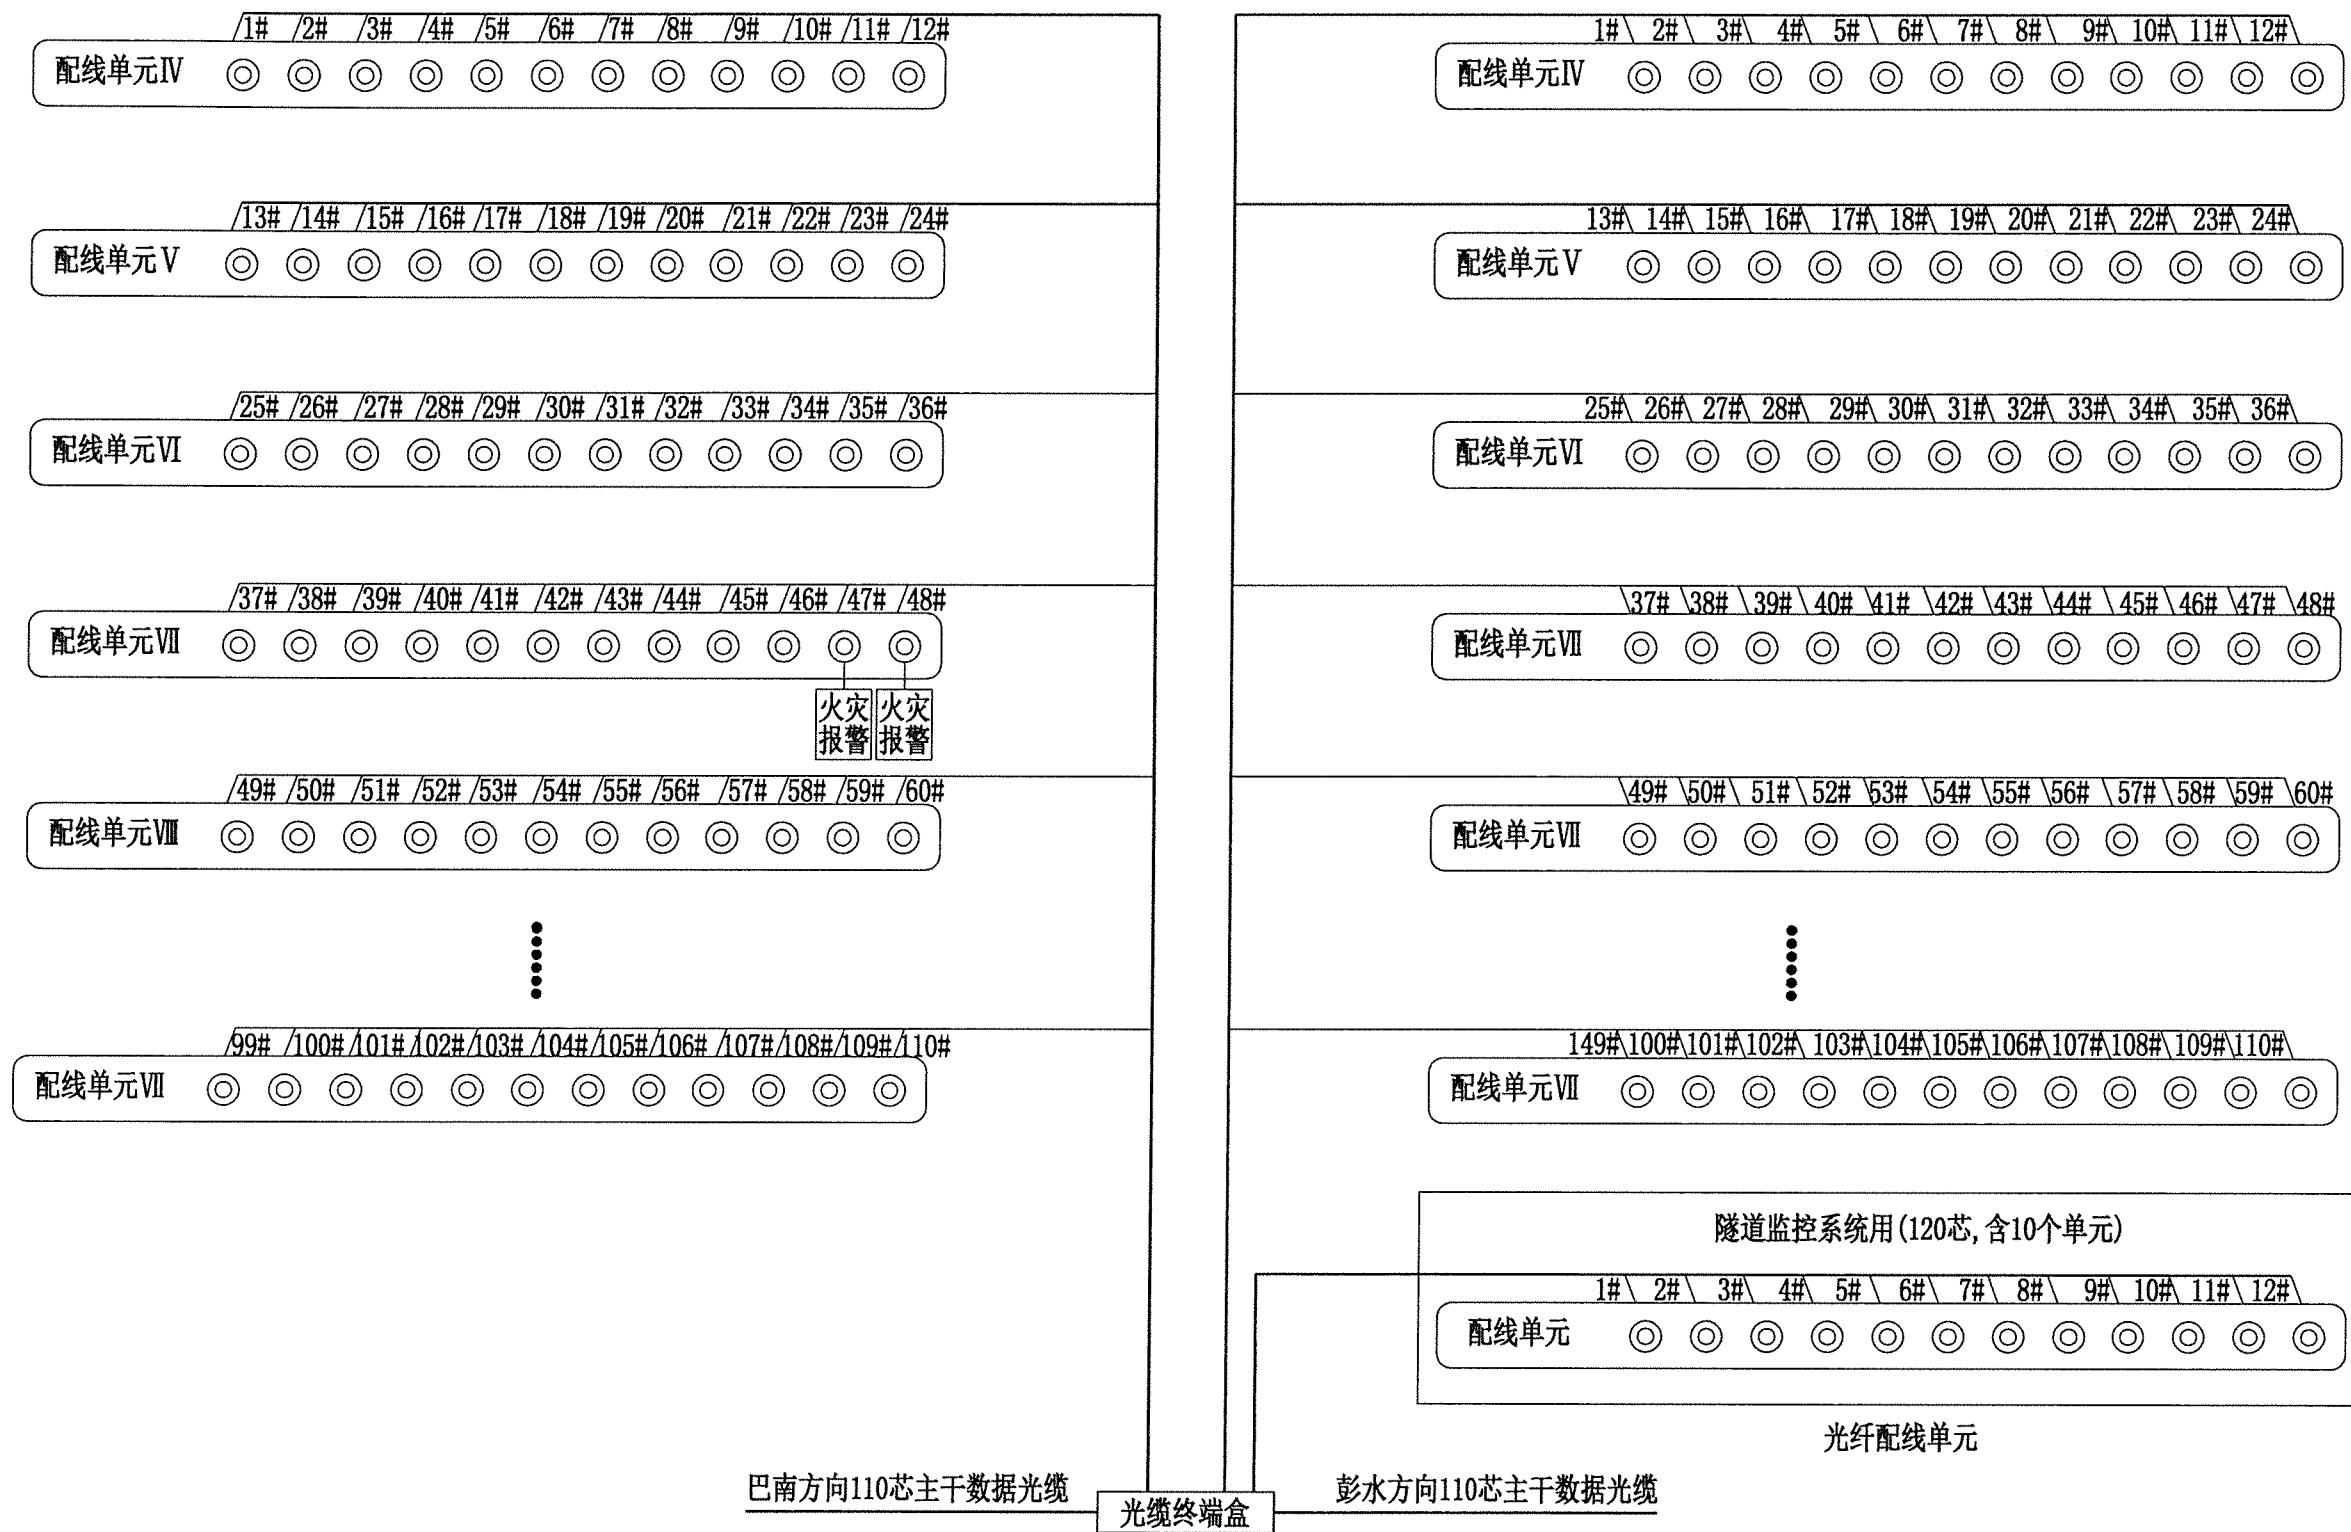 1# 2# 3# 4# 5# 6# 7# 8# 9# 10# 11# 12#
配线单元Ⅳ
13# 14# 15# 16# 17# 18# 19# 20# 21# 22# 23# 24#
配线单元Ⅴ
25# 26# 27# 28# 29# 30# 31# 32# 33# 34# 35# 36#
配线单元Ⅵ
37# 38# 39# 40# 41# 42# 43# 44# 45# 46# 47# 48#
配线单元Ⅶ
火灾
报警
火灾
报警
49# 50# 51# 52# 53# 54# 55# 56# 57# 58# 59# 60#
配线单元Ⅷ
99# 100# 101# 102# 103# 104# 105# 106# 107# 108# 109# 110#
配线单元Ⅶ
1# 2# 3# 4# 5# 6# 7# 8# 9# 10# 11# 12#
配线单元Ⅳ
13# 14# 15# 16# 17# 18# 19# 20# 21# 22# 23# 24#
配线单元Ⅴ
25# 26# 27# 28# 29# 30# 31# 32# 33# 34# 35# 36#
配线单元Ⅵ
37# 38# 39# 40# 41# 42# 43# 44# 45# 46# 47# 48#
配线单元Ⅶ
49# 50# 51# 52# 53# 54# 55# 56# 57# 58# 59# 60#
配线单元Ⅶ
149# 100# 101# 102# 103# 104# 105# 106# 107# 108# 109# 110#
配线单元Ⅶ
隧道监控系统用(120芯,含10个单元)
1# 2# 3# 4# 5# 6# 7# 8# 9# 10# 11# 12#
配线单元
光纤配线单元
巴南方向110芯主干数据光缆
光缆终端盒
彭水方向110芯主干数据光缆